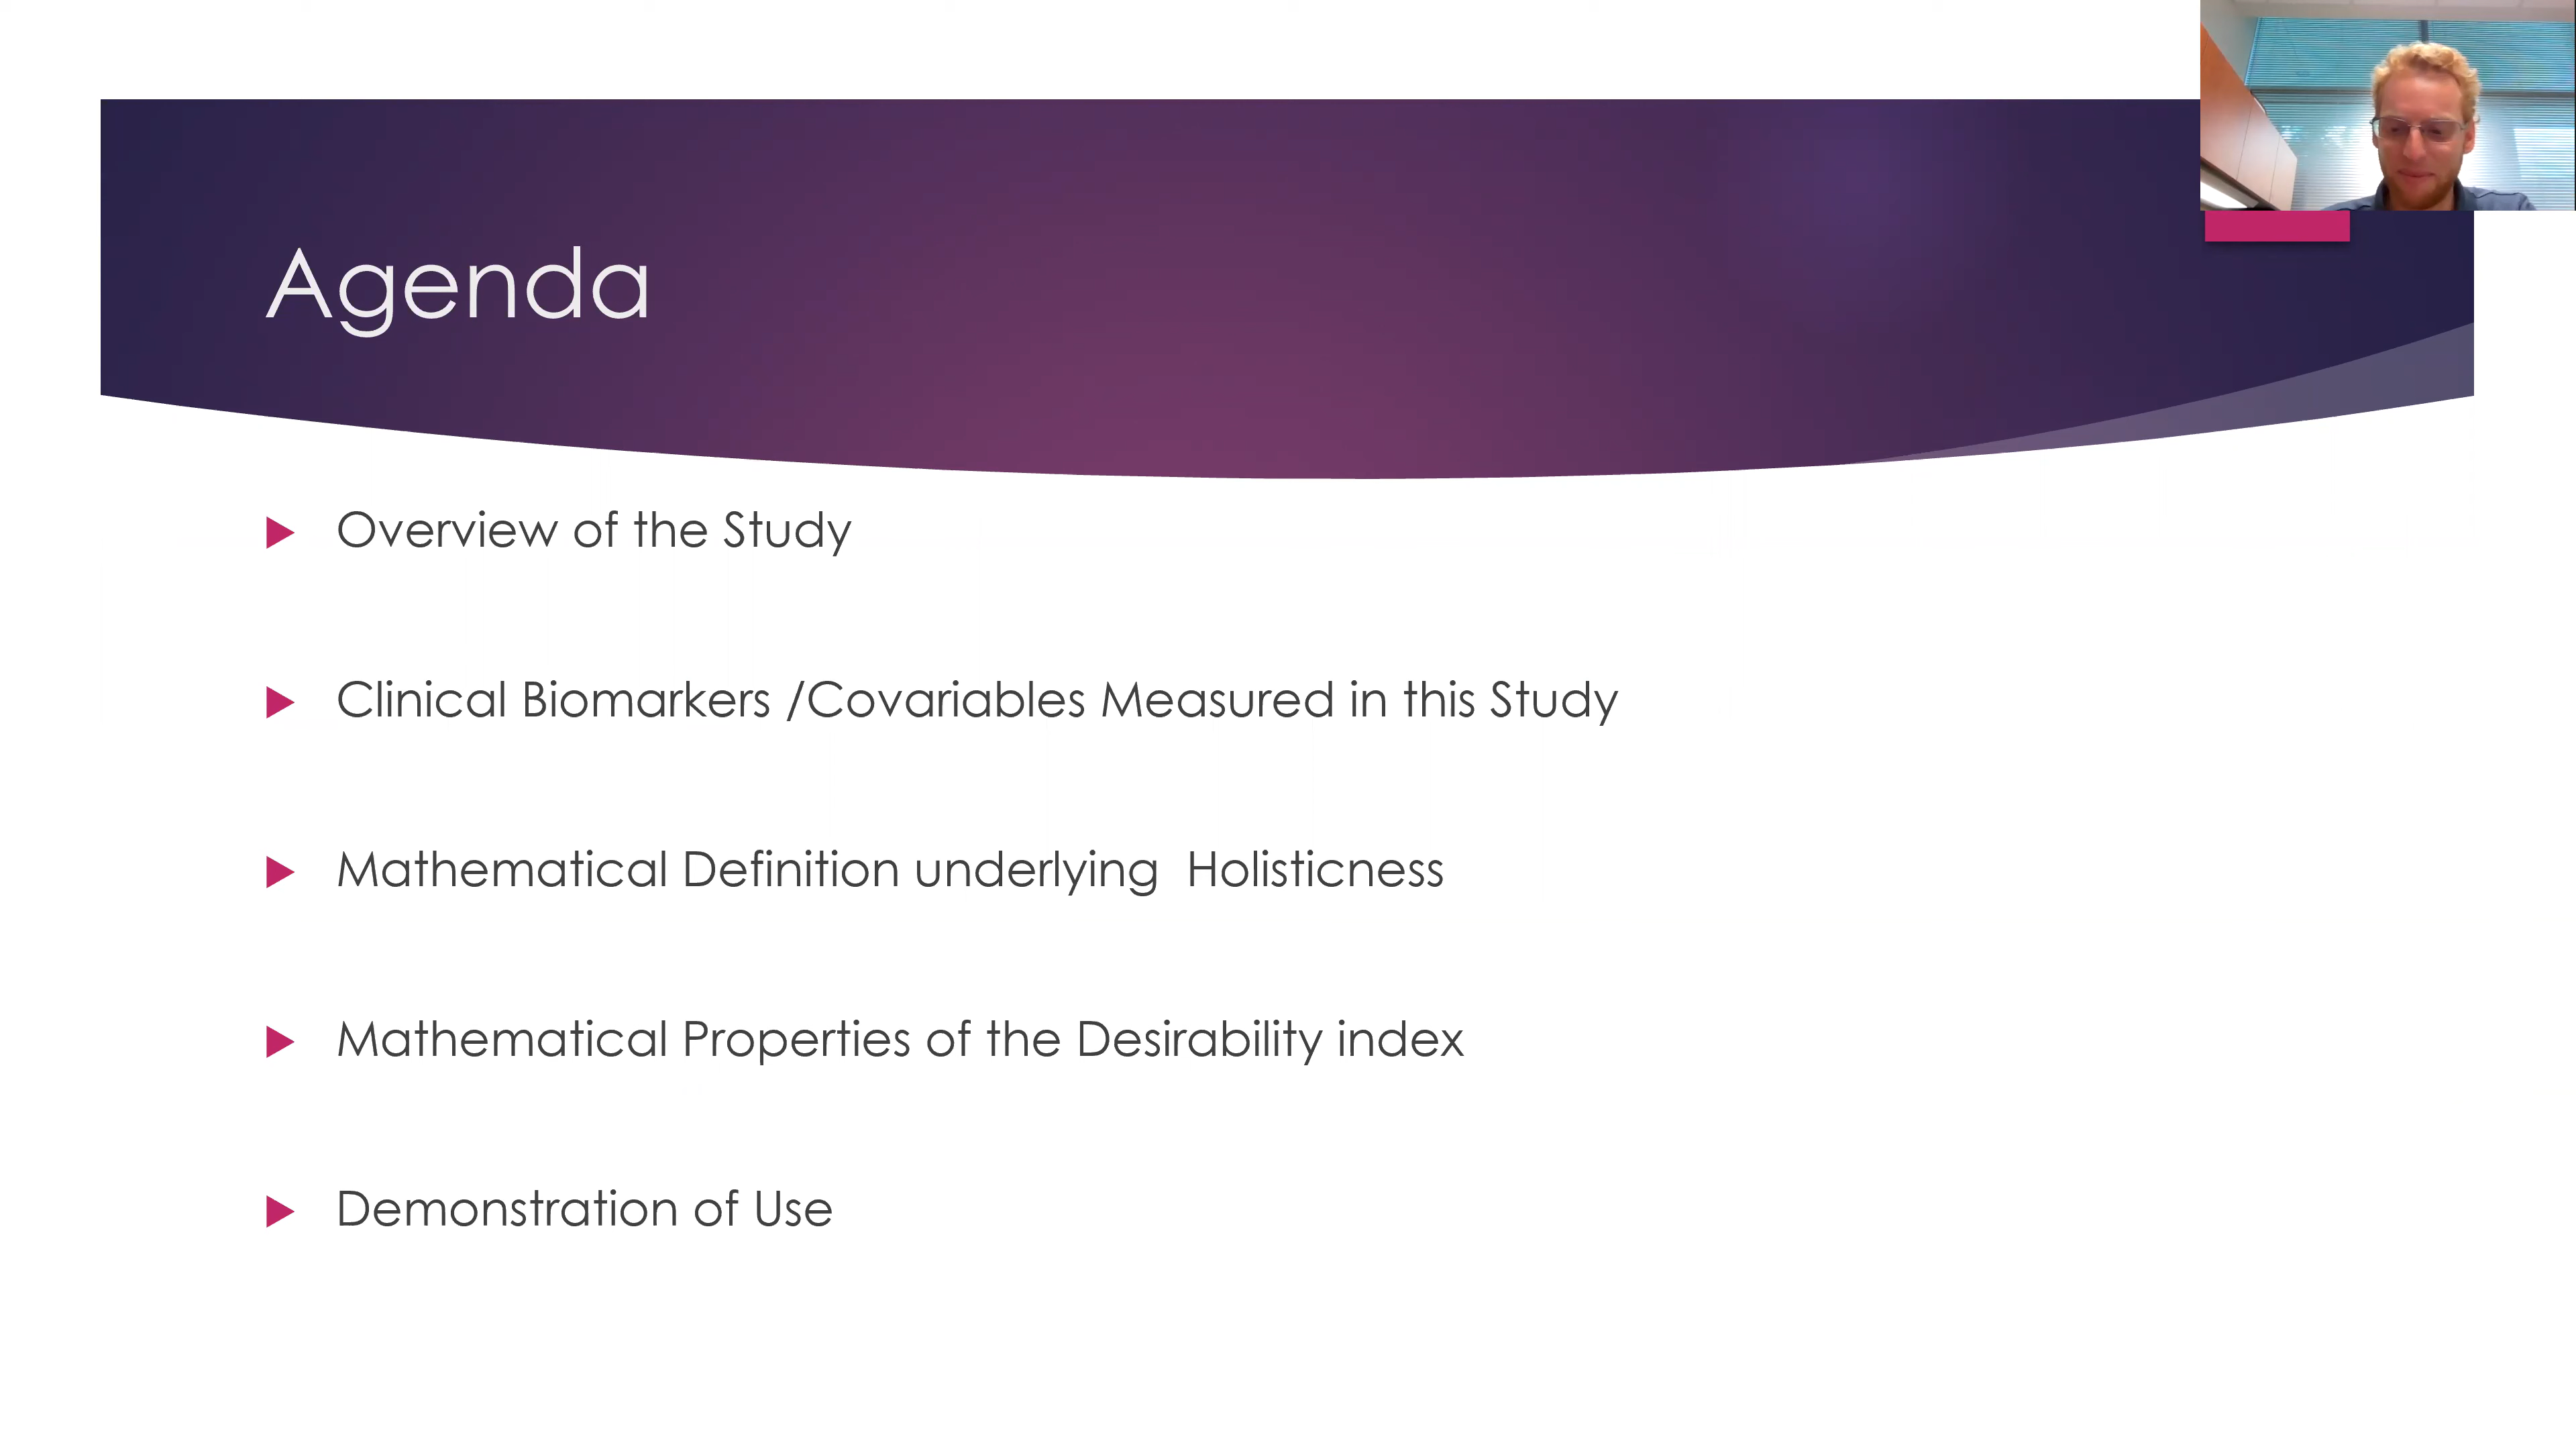 Agenda
Overview of the Study
Clinical Biomarkers /Covariables Measured in this Study
Mathematical Definition underlying  Holisticness
Mathematical Properties of the Desirability index
Demonstration of Use